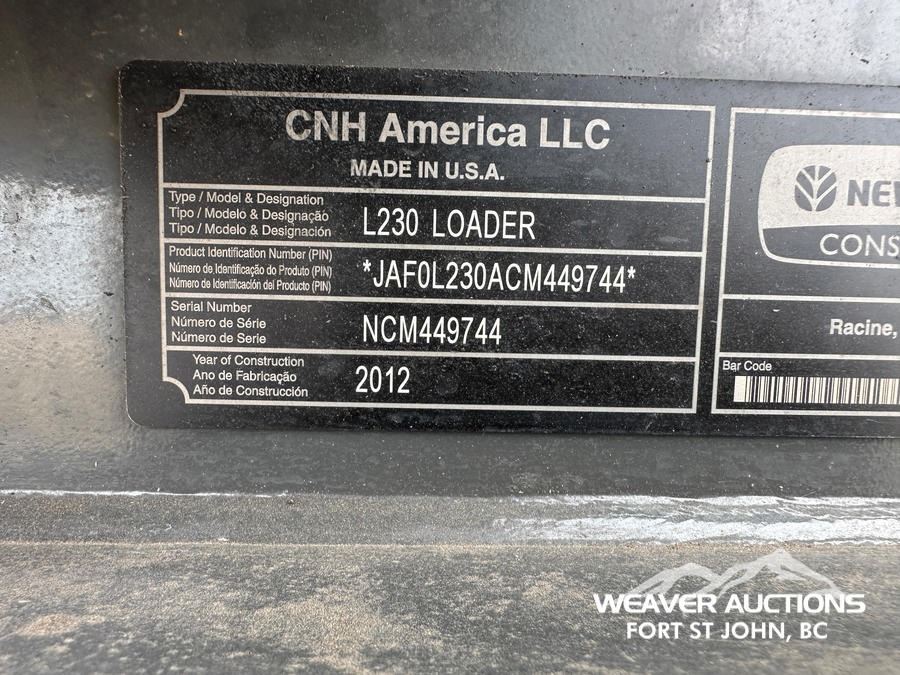 CNH America LLC
MADE IN U.S.A.
Type / Model & Designation
Tipo / Modelo & Designação
Tipo / Modelo & Designación
L230 LOADER
Product Identification Number (PIN)
Número de Identificação do Produto (PIN)
Número de Identificación del Producto (PIN)
*JAF0L230ACM449744*
Serial Number
Número de Série
Número de Serie
NCM449744
Year of Construction
Ano de Fabricação
Año de Construcción
2012
NEW
CONS
Racine,
Bar Code
WEAVER AUCTIONS
FORT ST JOHN, BC